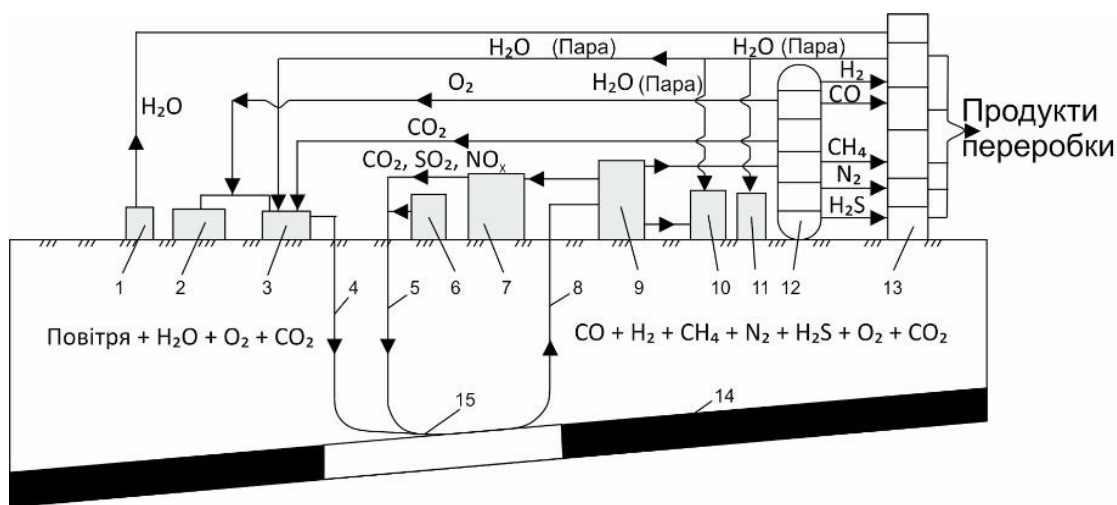 H₂O (Пара)
H₂O (Пара)
H₂
O₂
H₂O (Пара)
CO
H₂O
Продукти
переробки
CO₂
CH₄
CO₂, SO₂, NOₓ
N₂
H₂S
1
2
3
4
5
6
7
8
9
10
11
12
13
Повітря + H₂O + O₂ + CO₂
CO + H₂ + CH₄ + N₂ + H₂S + O₂ + CO₂
15
14